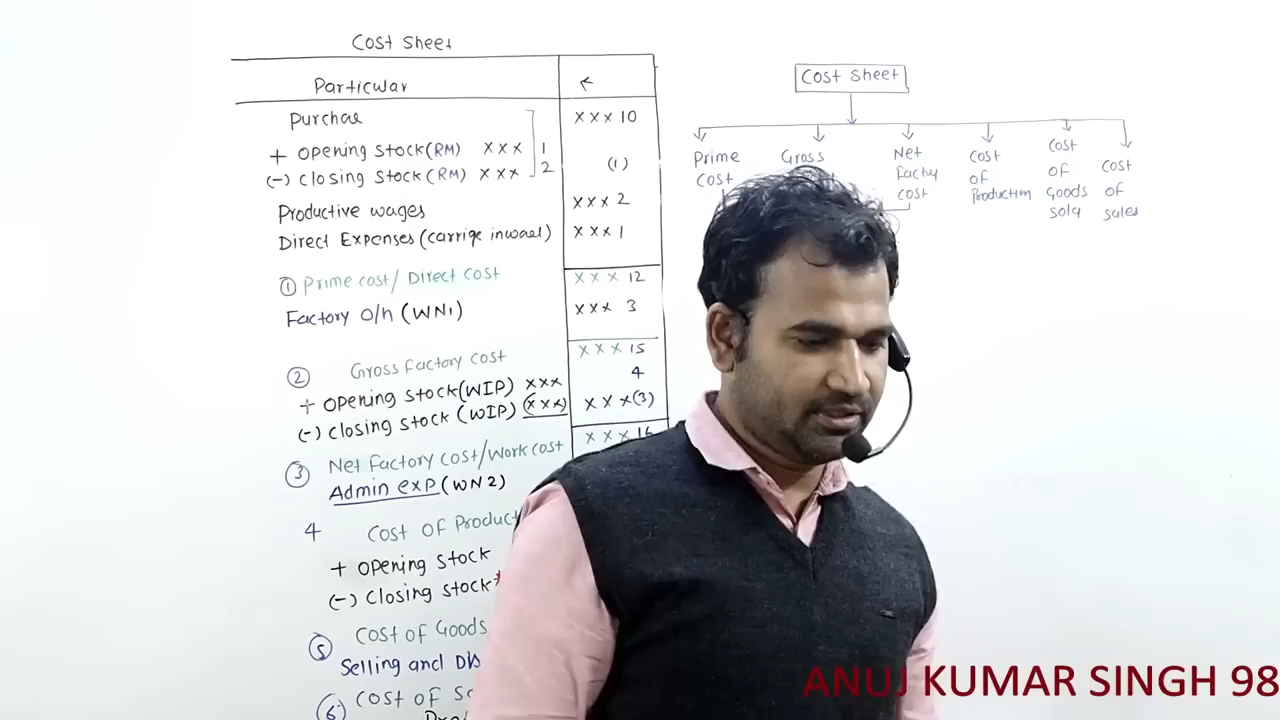 Cost Sheet
Particular
Purchae
xxx 10
+ Opening Stock (RM) xxx 1
(-) Closing Stock (RM) xxx 2
(1)
Productive wages
xxx 2
Direct Expenses (carrige inwael)
xxx 1
① Prime cost / Direct cost
xxx 12
Factory O/h (WN1)
xxx 3
② Gross Factory cost
xxx 15
+ Opening Stock (WIP) xxx
4
(-) Closing Stock (WIP) (xxx)
xxx (3)
③ Net Factory cost/Work cost
xxx 16
Admin exp (WN2)
4 Cost of Product
+ Opening Stock
(-) Closing Stock
⑤ Cost of Goods
Selling and Dis
⑥ Cost of Sa
Cost Sheet
Prime Cost
Gross
Net Facty cost
Cost of Production
Cost of Goods Sold
Cost of sales
ANUJ KUMAR SINGH 98